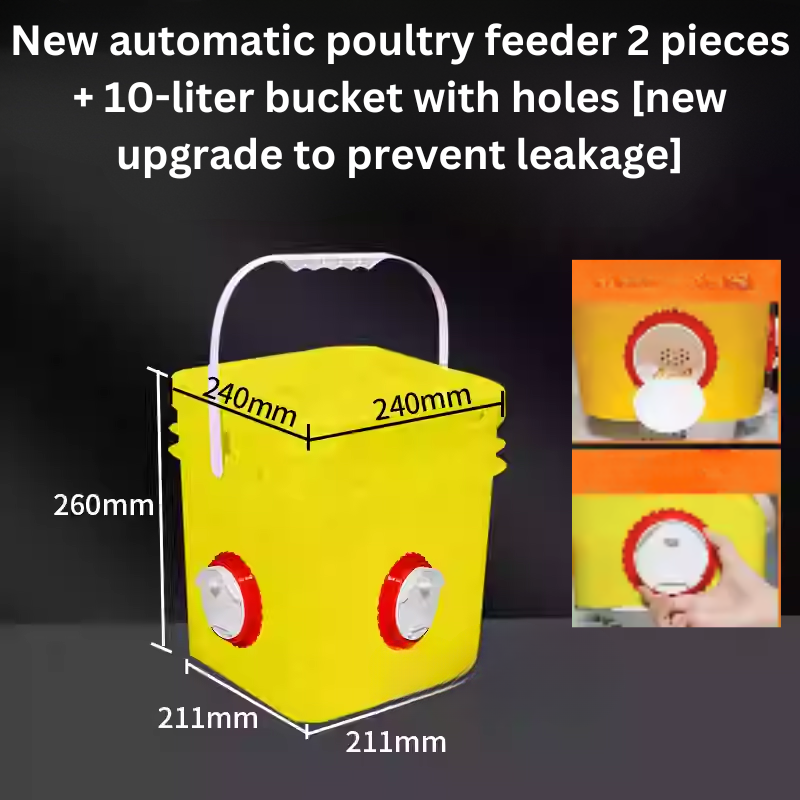 New automatic poultry feeder 2 pieces
+ 10-liter bucket with holes [new
upgrade to prevent leakage]
240mm
240mm
260mm
211mm
211mm